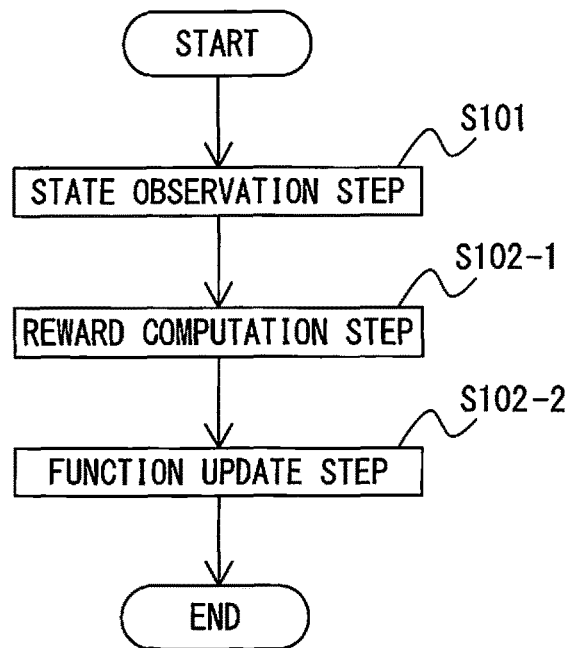 START
S101
STATE OBSERVATION STEP
S102-1
REWARD COMPUTATION STEP
S102-2
FUNCTION UPDATE STEP
END